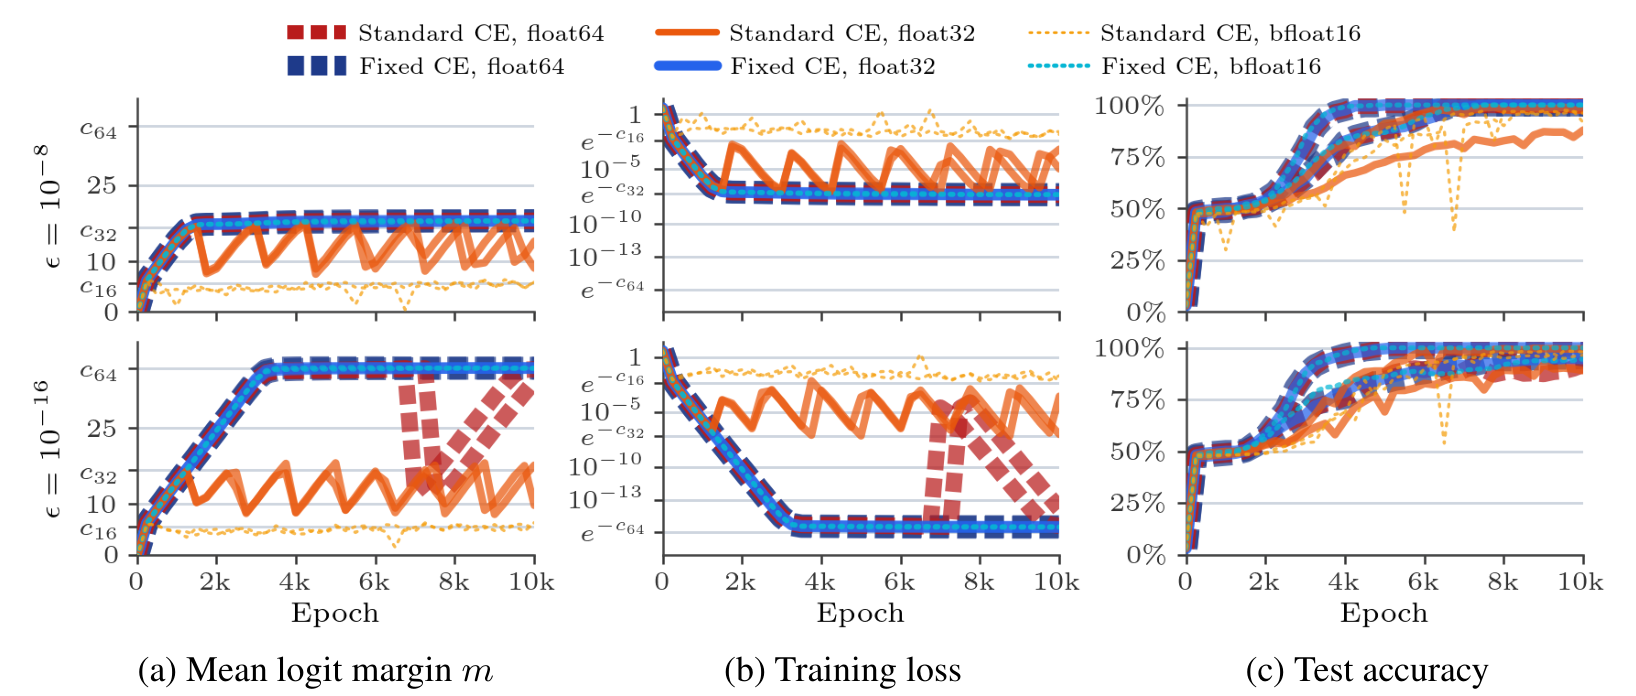 Standard CE, float64 Standard CE, float32 Standard CE, bfloat16
Fixed CE, float64 Fixed CE, float32 Fixed CE, bfloat16
ϵ = 10⁻⁸
c₆₄
25
c₃₂
10
c₁₆
0
1
e^{-c₁₆}
10⁻⁵
e^{-c₃₂}
10⁻¹⁰
10⁻¹³
e^{-c₆₄}
100%
75%
50%
25%
0%
ϵ = 10⁻¹⁶
c₆₄
25
c₃₂
10
c₁₆
0
1
e^{-c₁₆}
10⁻⁵
e^{-c₃₂}
10⁻¹⁰
10⁻¹³
e^{-c₆₄}
100%
75%
50%
25%
0%
0 2k 4k 6k 8k 10k 0 2k 4k 6k 8k 10k 0 2k 4k 6k 8k 10k
Epoch Epoch Epoch
(a) Mean logit margin m (b) Training loss (c) Test accuracy